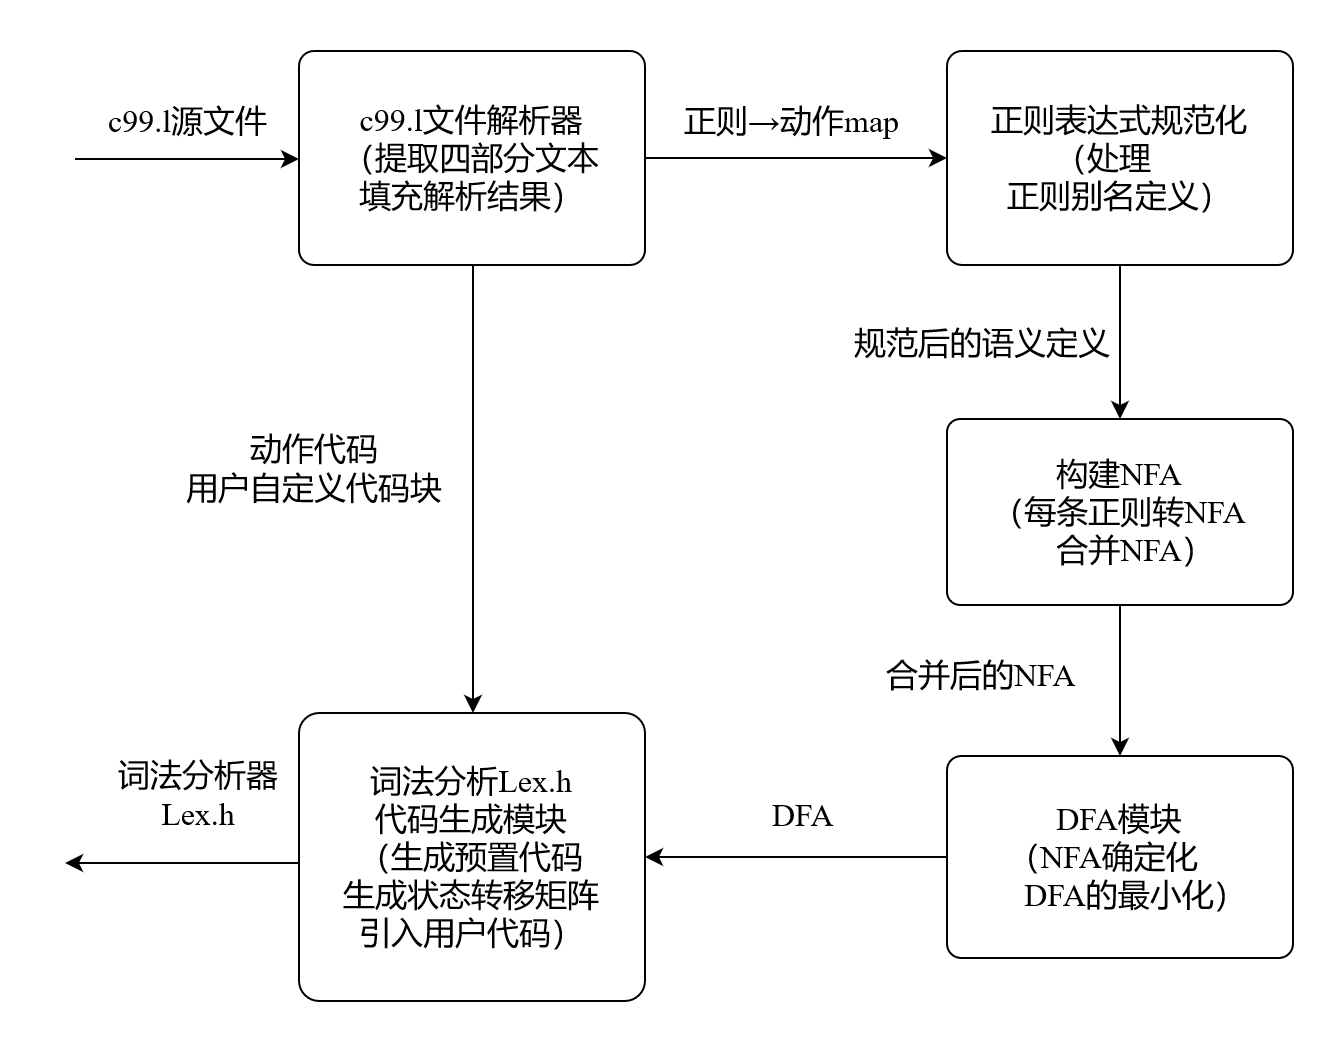 c99.l源文件
c99.l文件解析器
（提取四部分文本
填充解析结果）
正则→动作map
正则表达式规范化
（处理
正则别名定义）
规范后的语义定义
构建NFA
（每条正则转NFA
合并NFA）
动作代码
用户自定义代码块
合并后的NFA
DFA模块
（NFA确定化
DFA的最小化）
DFA
词法分析Lex.h
代码生成模块
（生成预置代码
生成状态转移矩阵
引入用户代码）
词法分析器
Lex.h